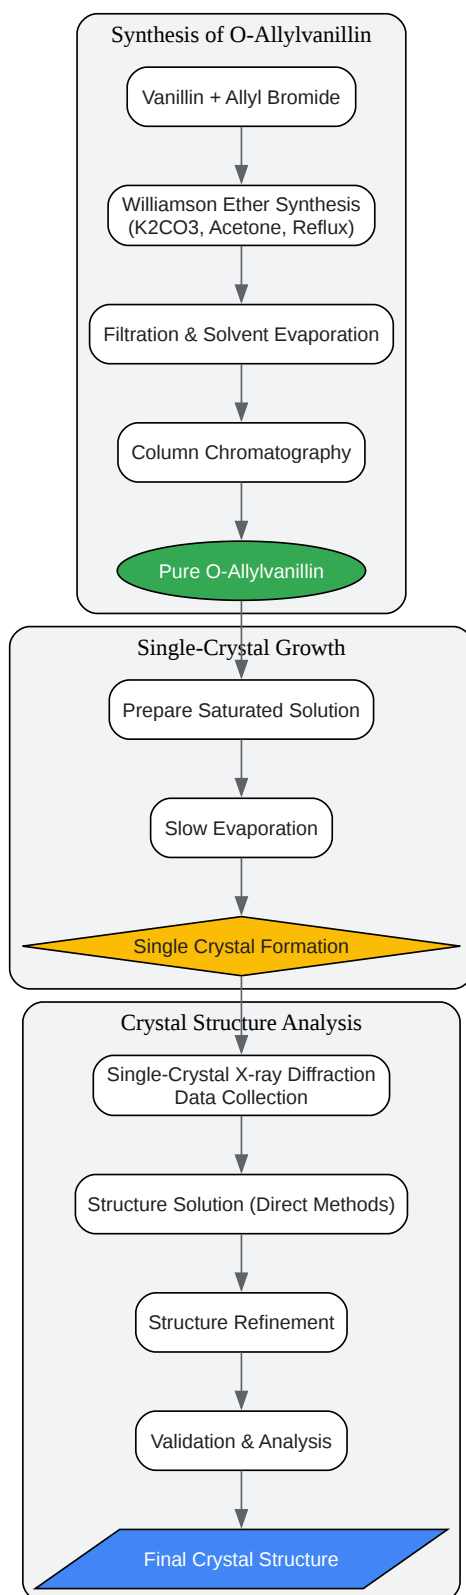 Synthesis of O-Allylvanillin
Vanillin + Allyl Bromide
Williamson Ether Synthesis
(K2CO3, Acetone, Reflux)
Filtration & Solvent Evaporation
Column Chromatography
Pure O-Allylvanillin
Single-Crystal Growth
Prepare Saturated Solution
Slow Evaporation
Single Crystal Formation
Crystal Structure Analysis
Single-Crystal X-ray Diffraction
Data Collection
Structure Solution (Direct Methods)
Structure Refinement
Validation & Analysis
Final Crystal Structure